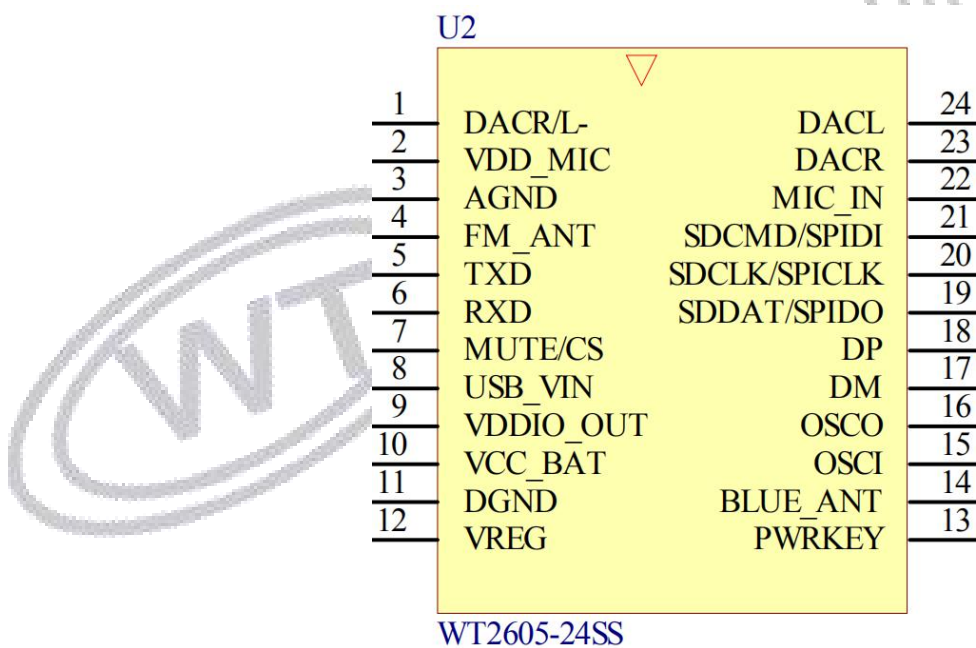 U2
1 DACR/L- DACL 24
2 VDD_MIC DACR 23
3 AGND MIC_IN 22
4 FM_ANT SDCMD/SPIDI 21
5 TXD SDCLK/SPICLK 20
6 RXD SDDAT/SPIDO 19
7 MUTE/CS DP 18
8 USB_VIN DM 17
9 VDDIO_OUT OSCO 16
10 VCC_BAT OSCI 15
11 DGND BLUE_ANT 14
12 VREG PWRKEY 13
WT2605-24SS
WT